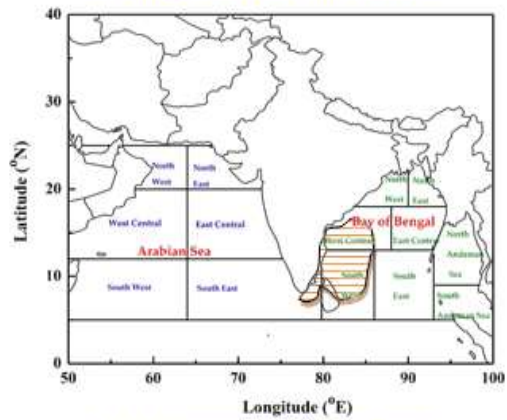 40
30
20
10
0
50 60 70 80 90 100
Latitude (°N)
Longitude (°E)
North
West
North
East
West Central
East Central
Arabian Sea
South West
South East
North
West
North
East
Bay of Bengal
West Central
East Central
South
West
South
East
North
Andaman
Sea
South
Andaman Sea